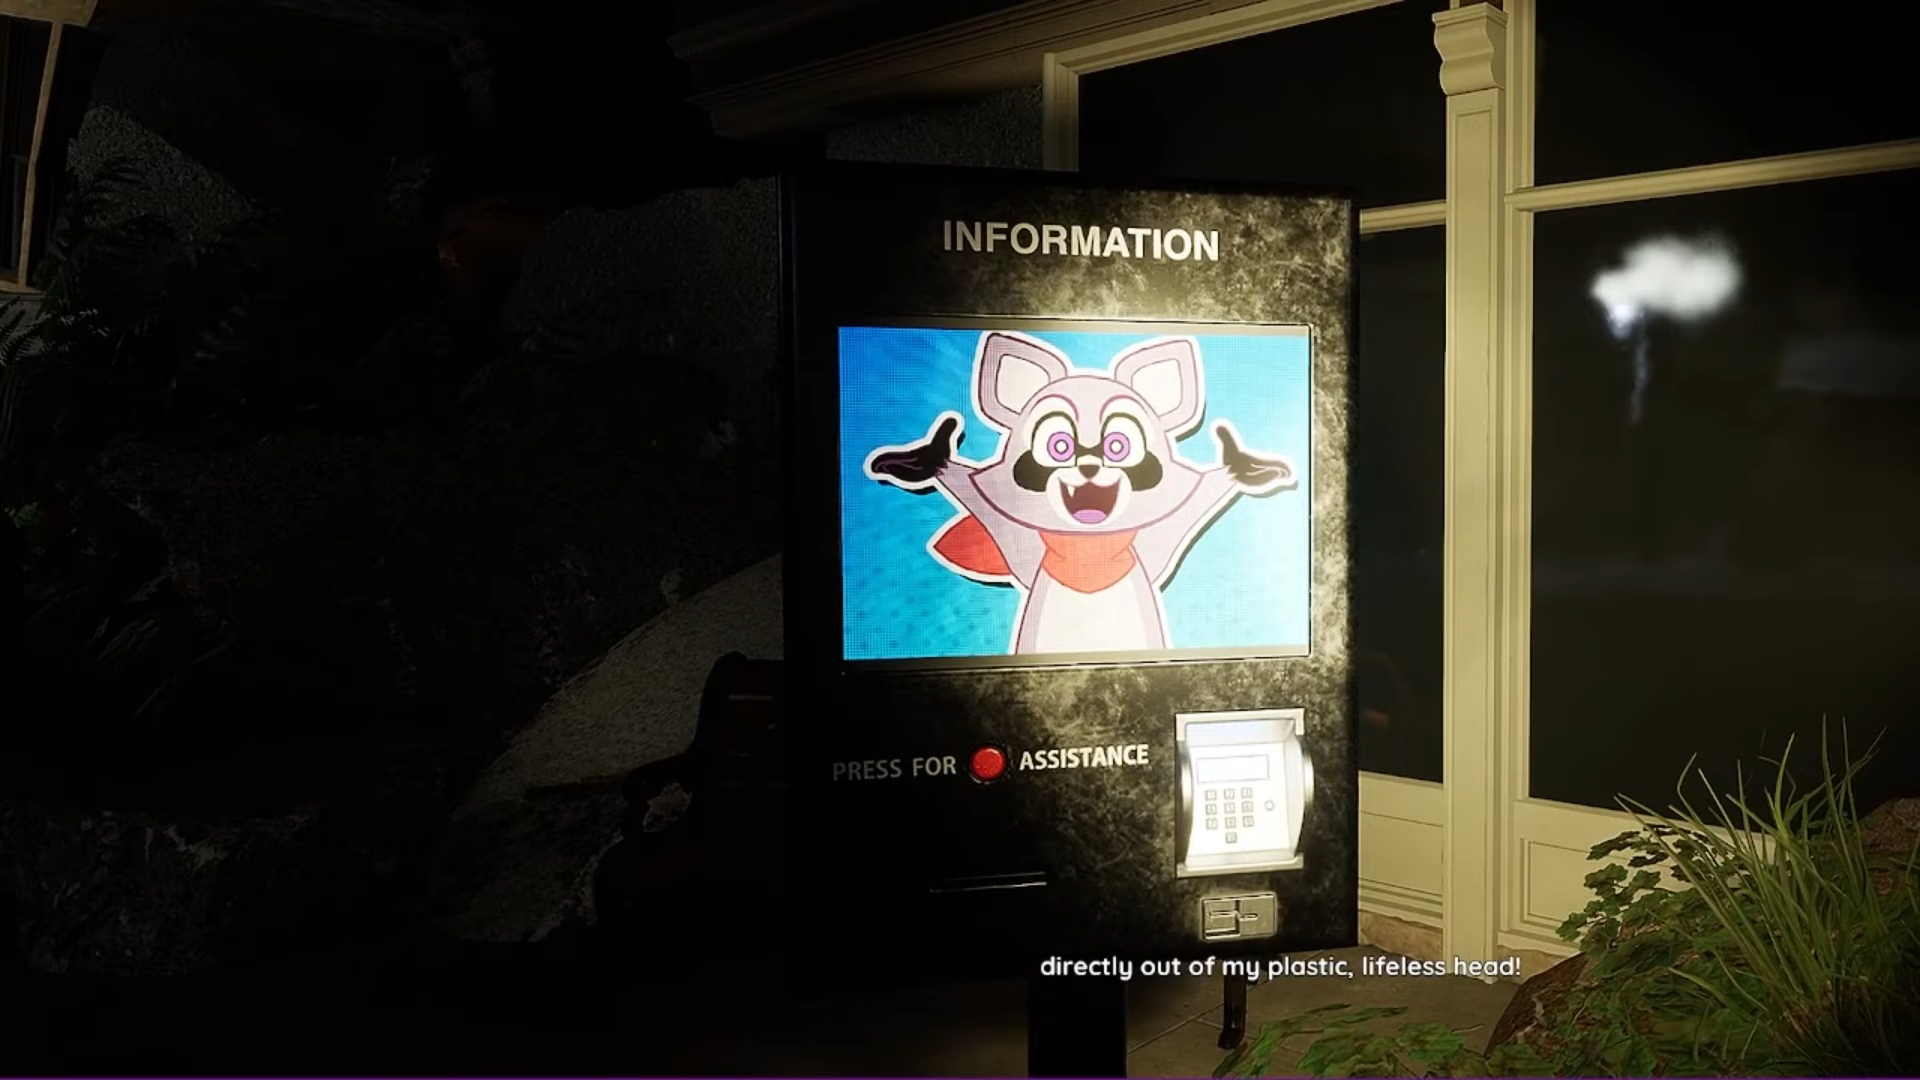 INFORMATION
PRESS FOR ASSISTANCE
directly out of my plastic, lifeless head!